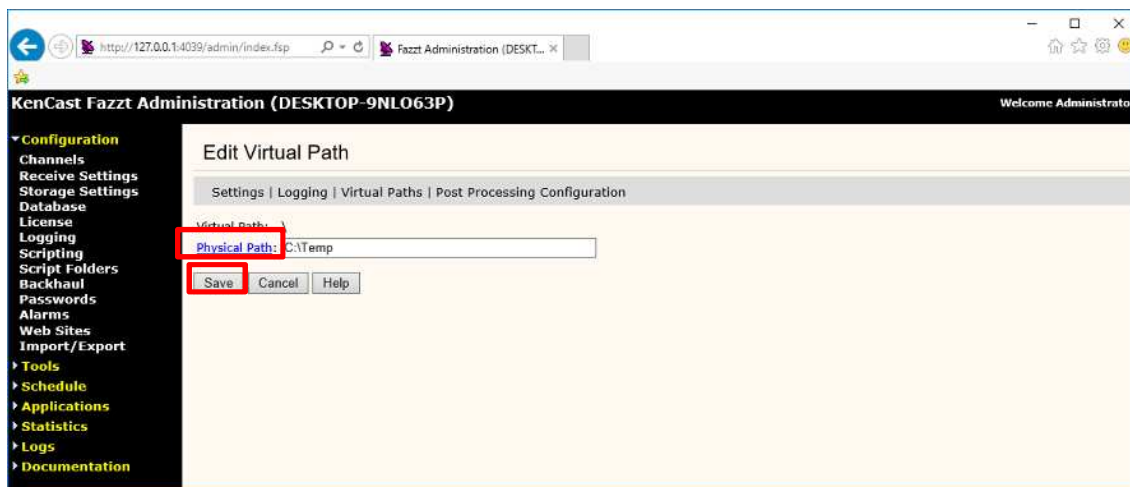 http://127.0.0.1:4039/admin/index.fsp
Fazzt Administration (DESKT...
KenCast Fazzt Administration (DESKTOP-9NLO63P)
Welcome Administrato
Configuration
Channels
Receive Settings
Storage Settings
Database
License
Logging
Scripting
Script Folders
Backhaul
Passwords
Alarms
Web Sites
Import/Export
Tools
Schedule
Applications
Statistics
Logs
Documentation
Edit Virtual Path
Settings | Logging | Virtual Paths | Post Processing Configuration
Virtual Path: \
Physical Path: C:\Temp
Save Cancel Help